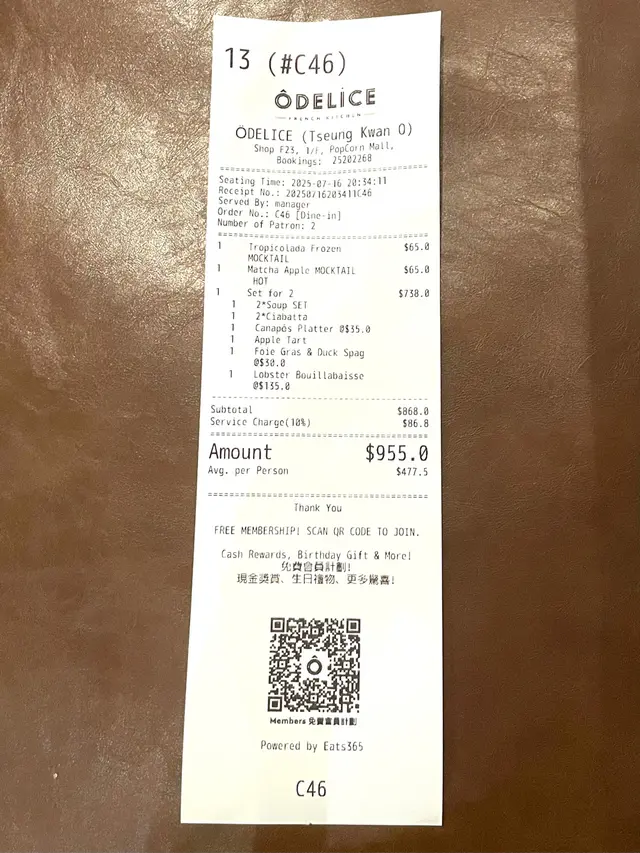 13 (#C46)
ÔDELICE
FRENCH KITCHEN
ÔDELICE (Tseung Kwan O)
Shop F23, 1/F, PopCorn Mall,
Bookings: 25202268
Seating Time: 2025-07-16 20:34:11
Receipt No.: 20250716203411C46
Served By: manager
Order No.: C46 [Dine-in]
Number of Patron: 2
1 Tropicolada Frozen $65.0
MOCKTAIL
1 Matcha Apple MOCKTAIL $65.0
HOT
1 Set for 2 $738.0
1 2*Soup SET
1 2*Ciabatta
1 Canapés Platter @$35.0
1 Apple Tart
1 Foie Gras & Duck Spag
@$30.0
1 Lobster Bouillabaisse
@$135.0
Subtotal $868.0
Service Charge(10%) $86.8
Amount $955.0
Avg. per Person $477.5
Thank You
FREE MEMBERSHIP! SCAN QR CODE TO JOIN.
Cash Rewards, Birthday Gift & More!
免費會員計劃!
現金獎賞、生日禮物、更多驚喜!
Ô
Members 免費會員計劃
Powered by Eats365
C46